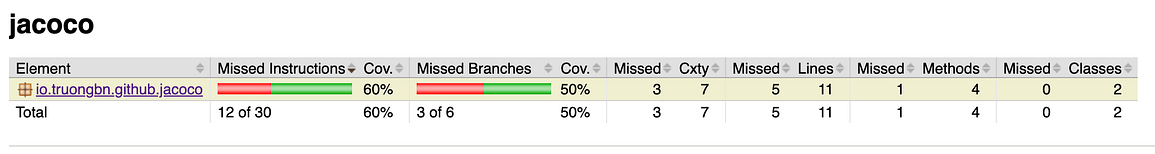 jacoco
Element Missed Instructions Cov. Missed Branches Cov. Missed Cxty Missed Lines Missed Methods Missed Classes
io.truongbn.github.jacoco 60% 50% 3 7 5 11 1 4 0 2
Total 12 of 30 60% 3 of 6 50% 3 7 5 11 1 4 0 2